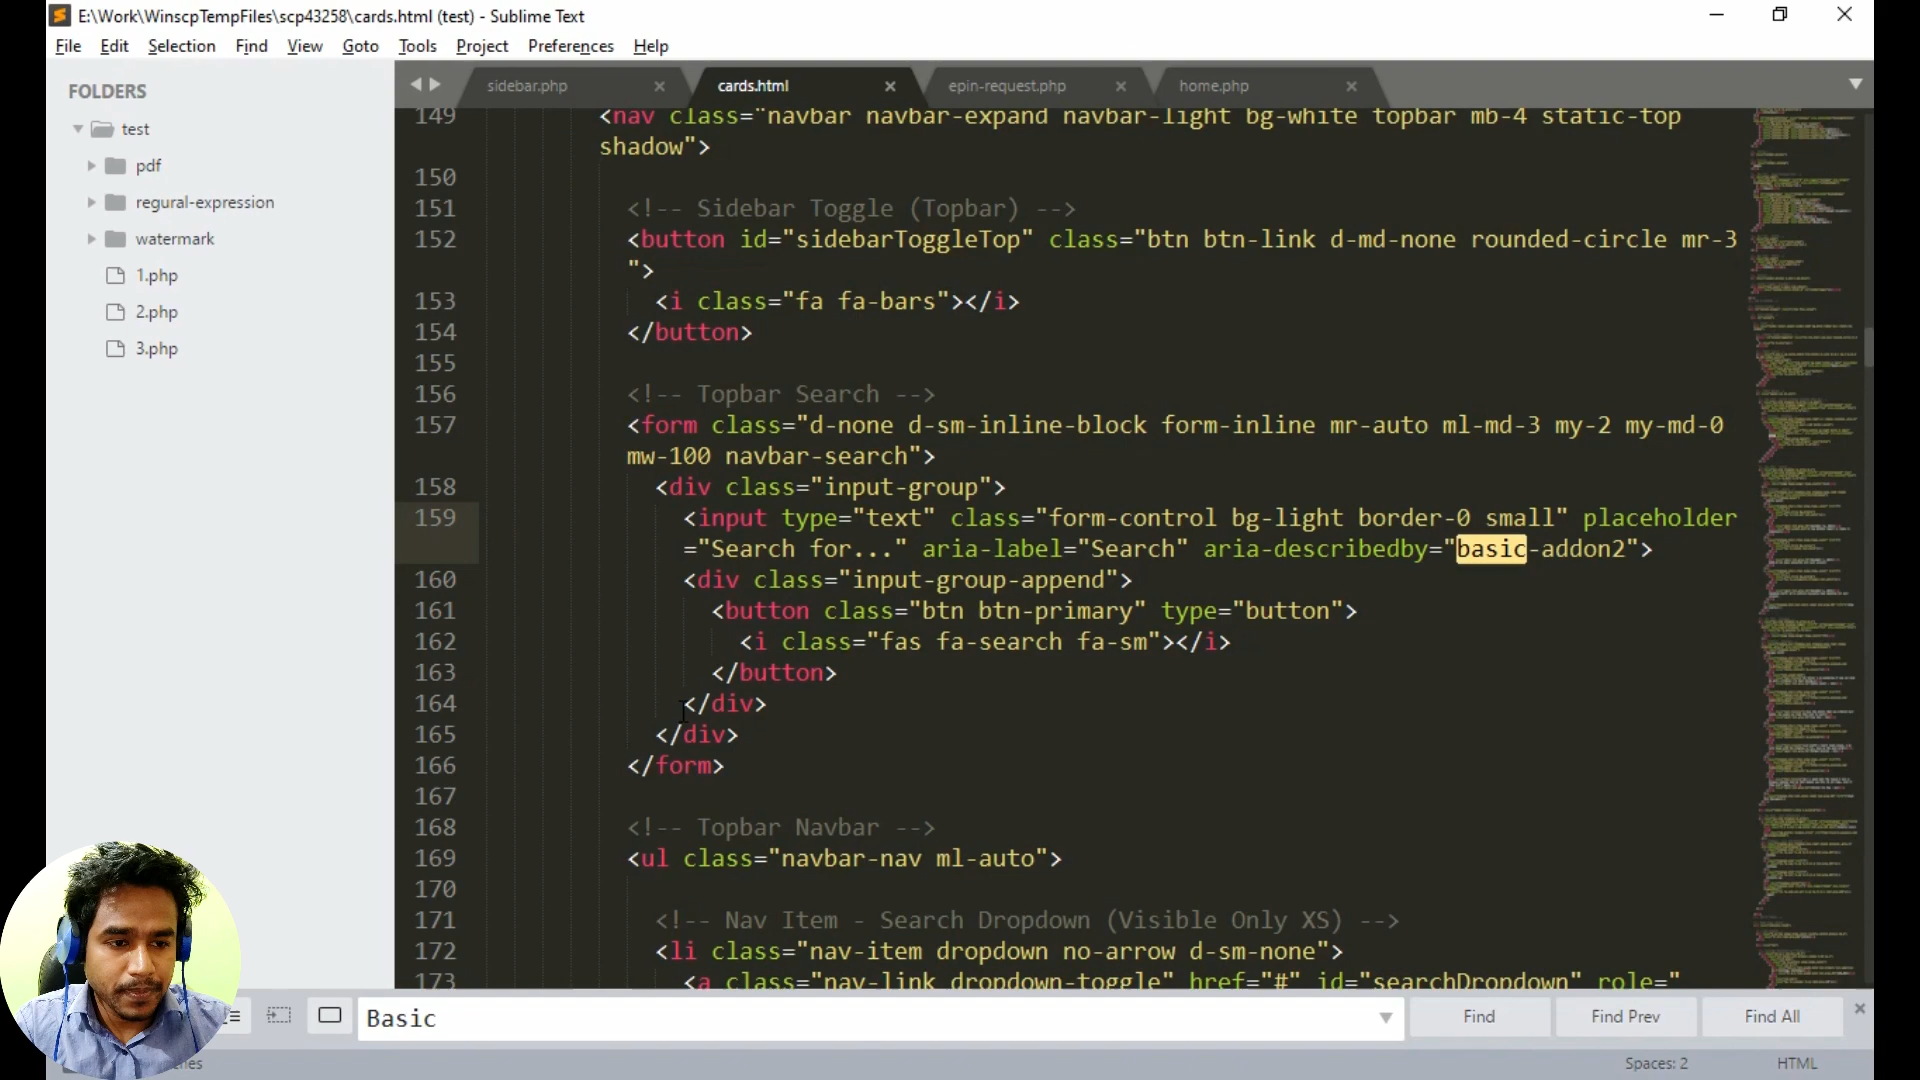 E:\Work\WinscpTempFiles\scp43258\cards.html (test) - Sublime Text
File Edit Selection Find View Goto Tools Project Preferences Help
FOLDERS
test
pdf
regural-expression
watermark
1.php
2.php
3.php
sidebar.php
cards.html
epin-request.php
home.php
149 <nav class="navbar navbar-expand navbar-light bg-white topbar mb-4 static-top
shadow">
150
151 <!-- Sidebar Toggle (Topbar) -->
152 <button id="sidebarToggleTop" class="btn btn-link d-md-none rounded-circle mr-3
">
153 <i class="fa fa-bars"></i>
154 </button>
155
156 <!-- Topbar Search -->
157 <form class="d-none d-sm-inline-block form-inline mr-auto ml-md-3 my-2 my-md-0
mw-100 navbar-search">
158 <div class="input-group">
159 <input type="text" class="form-control bg-light border-0 small" placeholder
="Search for..." aria-label="Search" aria-describedby="basic-addon2">
160 <div class="input-group-append">
161 <button class="btn btn-primary" type="button">
162 <i class="fas fa-search fa-sm"></i>
163 </button>
164 </div>
165 </div>
166 </form>
167
168 <!-- Topbar Navbar -->
169 <ul class="navbar-nav ml-auto">
170
171 <!-- Nav Item - Search Dropdown (Visible Only XS) -->
172 <li class="nav-item dropdown no-arrow d-sm-none">
173 <a class="nav-link dropdown-toggle" href="#" id="searchDropdown" role="
Basic
Find
Find Prev
Find All
Spaces: 2
HTML